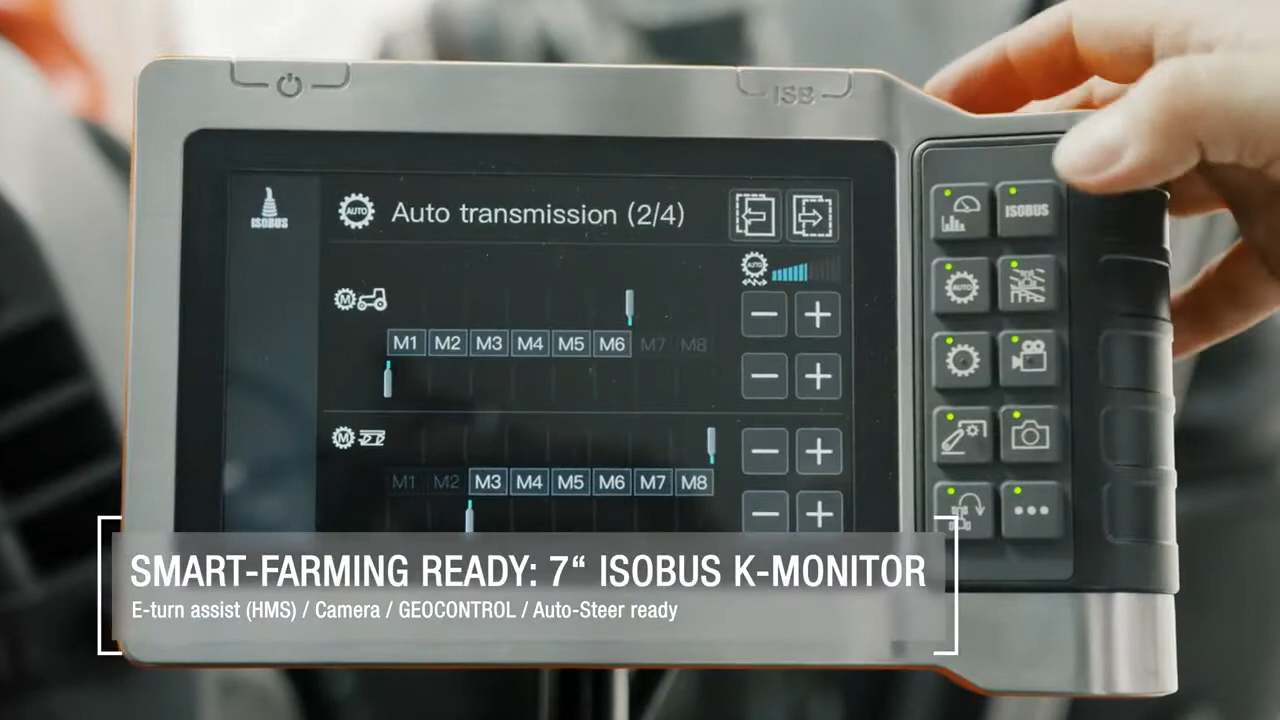 ISB
ISOBUS
AUTO
Auto transmission (2/4)
AUTO
M
M1 M2 M3 M4 M5 M6 M7 M8
M
M1 M2 M3 M4 M5 M6 M7 M8
ISOBUS
AUTO
SMART-FARMING READY: 7“ ISOBUS K-MONITOR
E-turn assist (HMS) / Camera / GEOCONTROL / Auto-Steer ready